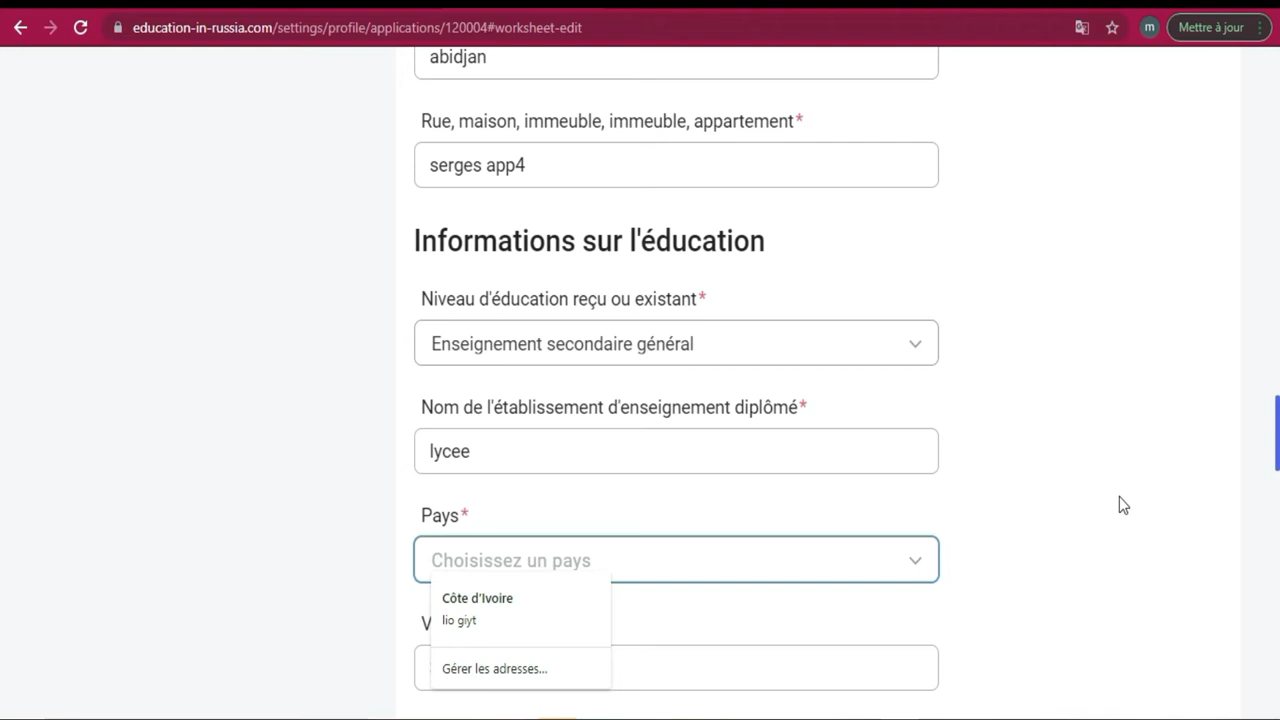 education-in-russia.com/settings/profile/applications/120004#worksheet-edit
m
Mettre à jour
abidjan
Rue, maison, immeuble, immeuble, appartement*
serges app4
Informations sur l'éducation
Niveau d'éducation reçu ou existant*
Enseignement secondaire général
Nom de l'établissement d'enseignement diplômé*
lycee
Pays*
Choisissez un pays
Côte d'Ivoire
lio giyt
Gérer les adresses...